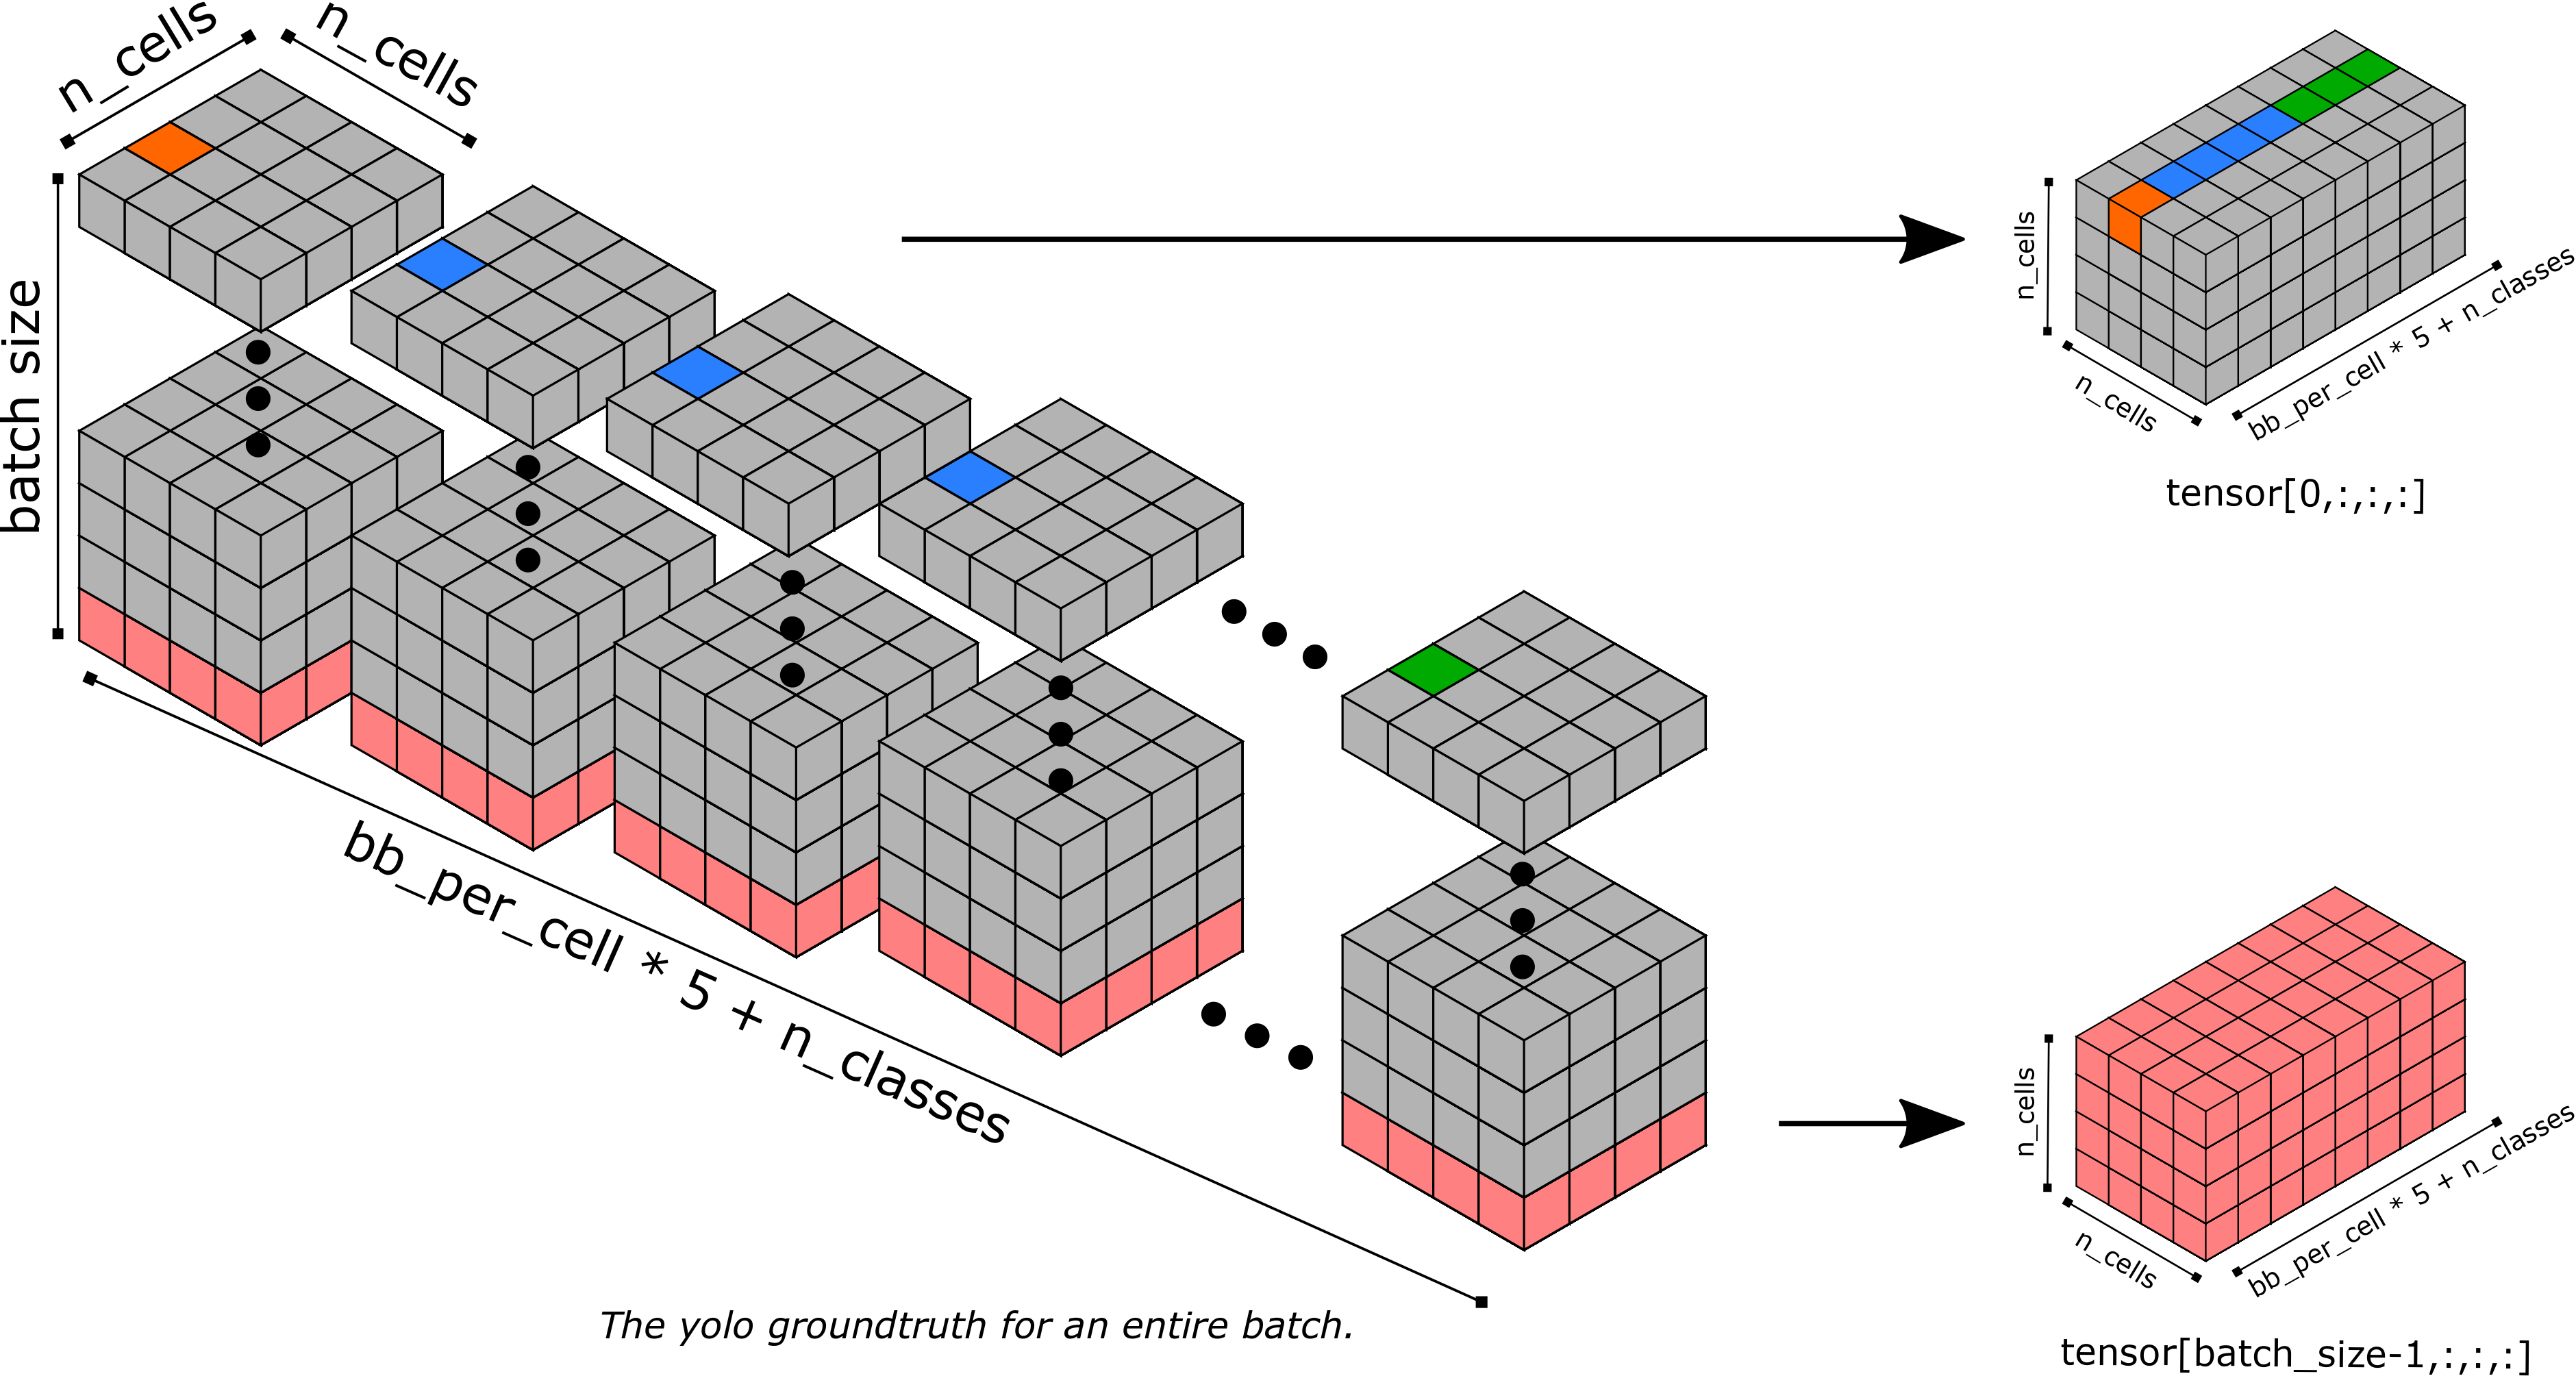 n_cells
n_cells
batch size
bb_per_cell * 5 + n_classes
The yolo groundtruth for an entire batch.
n_cells
n_cells
bb_per_cell * 5 + n_classes
tensor[0,:,:,:]
n_cells
n_cells
bb_per_cell * 5 + n_classes
tensor[batch_size-1,:,:,:]